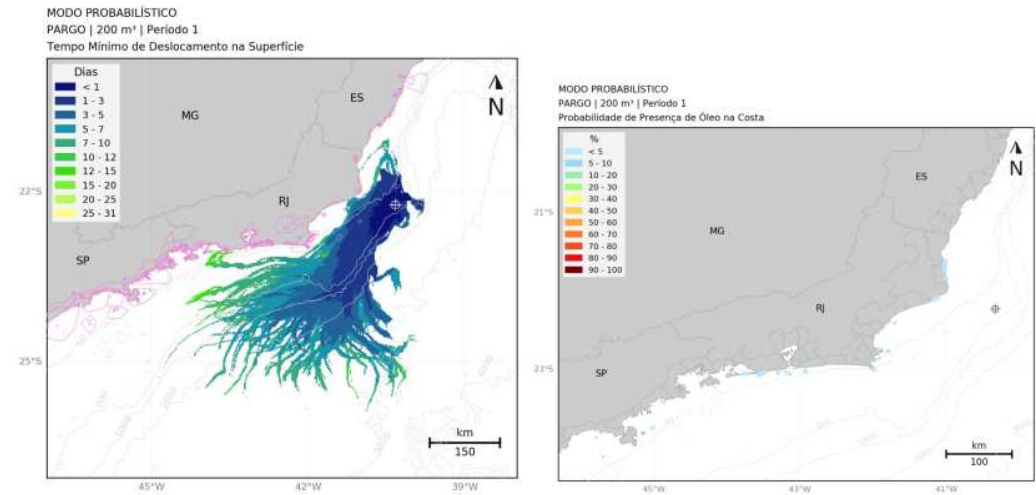 MODO PROBABILÍSTICO
PARGO | 200 m³ | Período 1
Tempo Mínimo de Deslocamento na Superfície
Dias
< 1
1 - 3
3 - 5
5 - 7
7 - 10
10 - 12
12 - 15
15 - 20
20 - 25
25 - 31
N
ES
MG
RJ
SP
22°S
25°S
45°W
42°W
39°W
km
150
MODO PROBABILÍSTICO
PARGO | 200 m³ | Período 1
Probabilidade de Presença de Óleo na Costa
%
< 5
5 - 10
10 - 20
20 - 30
30 - 40
40 - 50
50 - 60
60 - 70
70 - 80
80 - 90
90 - 100
N
ES
MG
RJ
SP
21°S
23°S
45°W
43°W
41°W
km
100